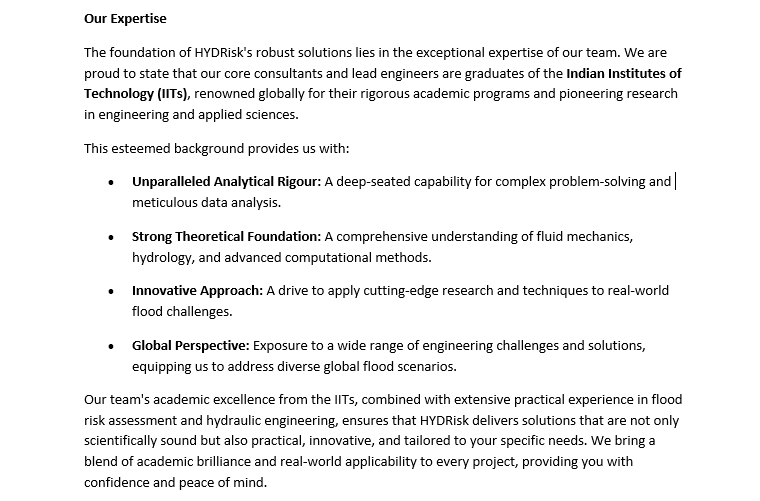 Our Expertise
The foundation of HYDRisk's robust solutions lies in the exceptional expertise of our team. We are
proud to state that our core consultants and lead engineers are graduates of the Indian Institutes of
Technology (IITs), renowned globally for their rigorous academic programs and pioneering research
in engineering and applied sciences.
This esteemed background provides us with:
• Unparalleled Analytical Rigour: A deep-seated capability for complex problem-solving and
meticulous data analysis.
• Strong Theoretical Foundation: A comprehensive understanding of fluid mechanics,
hydrology, and advanced computational methods.
• Innovative Approach: A drive to apply cutting-edge research and techniques to real-world
flood challenges.
• Global Perspective: Exposure to a wide range of engineering challenges and solutions,
equipping us to address diverse global flood scenarios.
Our team's academic excellence from the IITs, combined with extensive practical experience in flood
risk assessment and hydraulic engineering, ensures that HYDRisk delivers solutions that are not only
scientifically sound but also practical, innovative, and tailored to your specific needs. We bring a
blend of academic brilliance and real-world applicability to every project, providing you with
confidence and peace of mind.